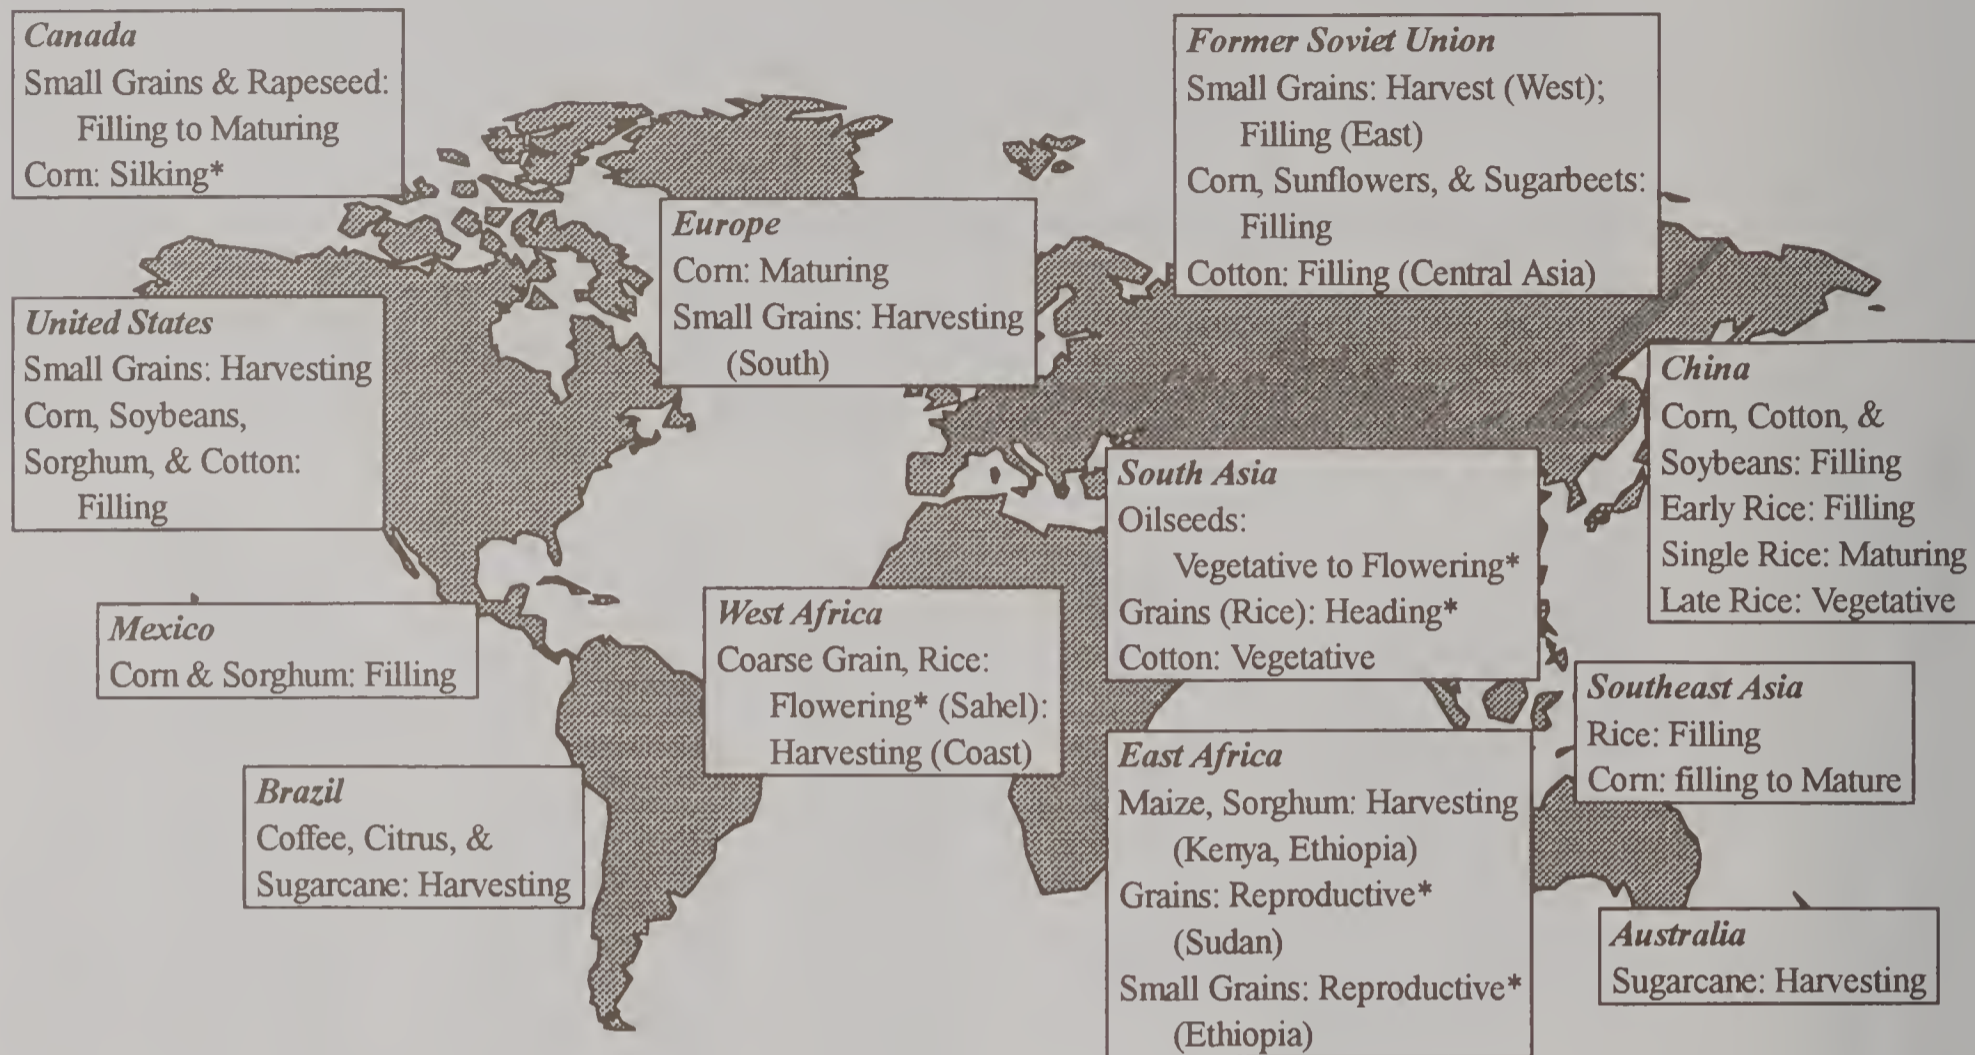 Canada
Small Grains & Rapeseed:
Filling to Maturing
Corn: Silking*
Former Soviet Union
Small Grains: Harvest (West);
Filling (East)
Corn, Sunflowers, & Sugarbeets:
Filling
Cotton: Filling (Central Asia)
Europe
Corn: Maturing
Small Grains: Harvesting
(South)
United States
Small Grains: Harvesting
Corn, Soybeans,
Sorghum, & Cotton:
Filling
China
Corn, Cotton, &
Soybeans: Filling
Early Rice: Filling
Single Rice: Maturing
Late Rice: Vegetative
South Asia
Oilseeds:
Vegetative to Flowering*
Grains (Rice): Heading*
Cotton: Vegetative
Mexico
Corn & Sorghum: Filling
West Africa
Coarse Grain, Rice:
Flowering* (Sahel):
Harvesting (Coast)
Southeast Asia
Rice: Filling
Corn: filling to Mature
Brazil
Coffee, Citrus, &
Sugarcane: Harvesting
East Africa
Maize, Sorghum: Harvesting
(Kenya, Ethiopia)
Grains: Reproductive*
(Sudan)
Small Grains: Reproductive*
(Ethiopia)
Australia
Sugarcane: Harvesting